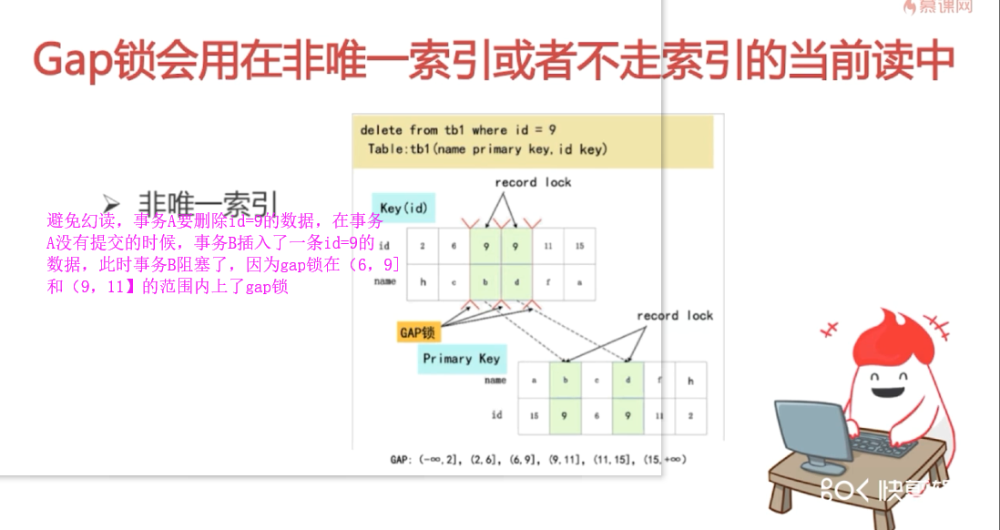 慕课网
Gap锁会用在非唯一索引或者不走索引的当前读中
delete from tb1 where id = 9
Table:tb1(name primary key,id key)
record lock
➢ 非唯一索引
Key(id)
避免幻读，事务A要删除id=9的数据，在事务
A没有提交的时候，事务B插入了一条id=9的
数据，此时事务B阻塞了，因为gap锁在（6，9]
和（9，11】的范围内上了gap锁
id 2 6 9 9 11 15
name h c b d f a
GAP锁
record lock
Primary Key
name a b c d f h
id 15 9 6 9 11 2
GAP: (-∞,2], (2,6], (6,9], (9,11], (11,15], (15,+∞)